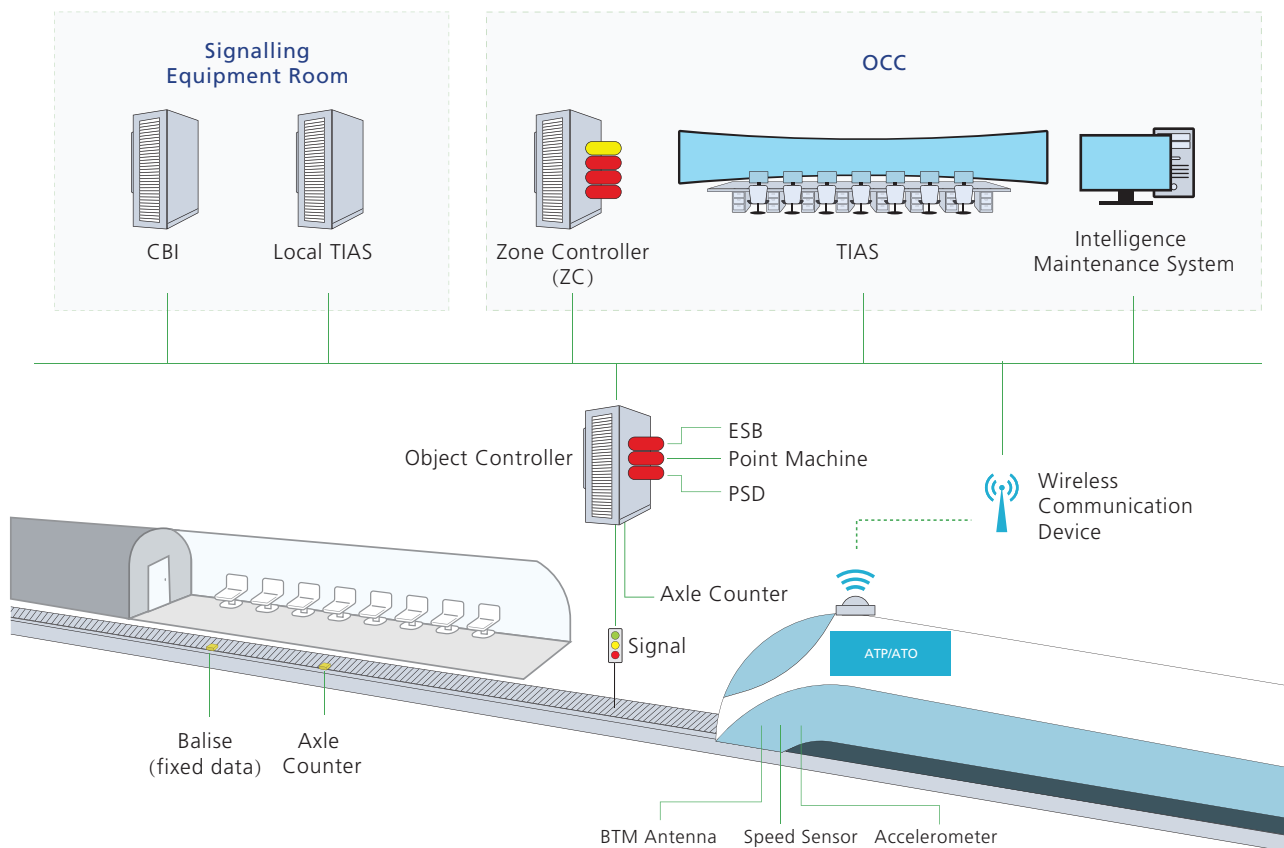 Signalling
Equipment Room
OCC
CBI
Local TIAS
Zone Controller
(ZC)
TIAS
Intelligence
Maintenance System
Object Controller
ESB
Point Machine
PSD
Wireless
Communication
Device
Axle Counter
Signal
ATP/ATO
Balise
(fixed data)
Axle
Counter
BTM Antenna
Speed Sensor
Accelerometer